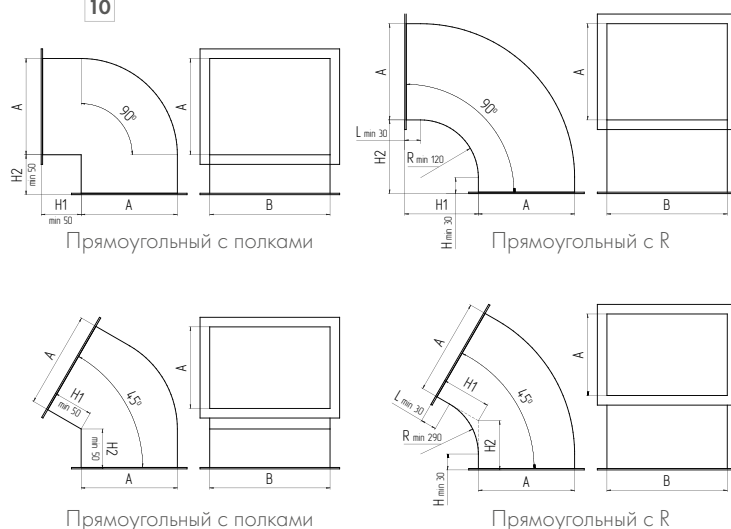 10
A
90°
A
H2
min 50
H1
min 50
A
B
Прямоугольный с полками
A
90°
A
L min 30
H2
R min 120
H1
A
H min 30
B
Прямоугольный с R
A
45°
A
H1
min 50
H2
min 50
A
B
Прямоугольный с полками
A
H1
45°
A
L min 30
R min 290
H2
H min 30
A
B
Прямоугольный с R